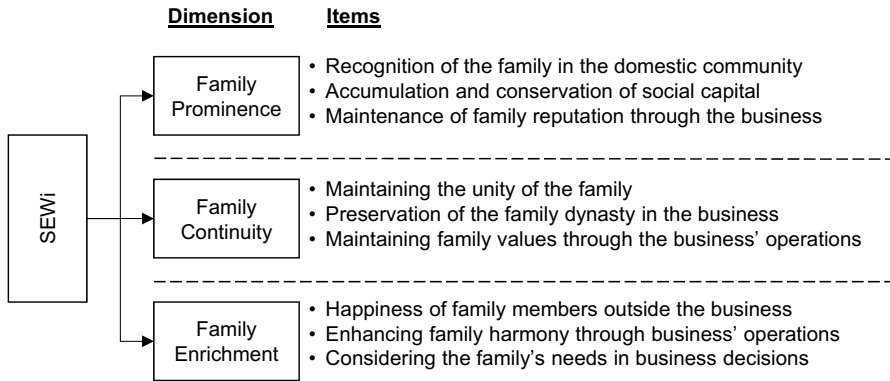 Dimension Items
Family
Prominence
• Recognition of the family in the domestic community
• Accumulation and conservation of social capital
• Maintenance of family reputation through the business
SEWi
Family
Continuity
• Maintaining the unity of the family
• Preservation of the family dynasty in the business
• Maintaining family values through the business’ operations
Family
Enrichment
• Happiness of family members outside the business
• Enhancing family harmony through business’ operations
• Considering the family’s needs in business decisions